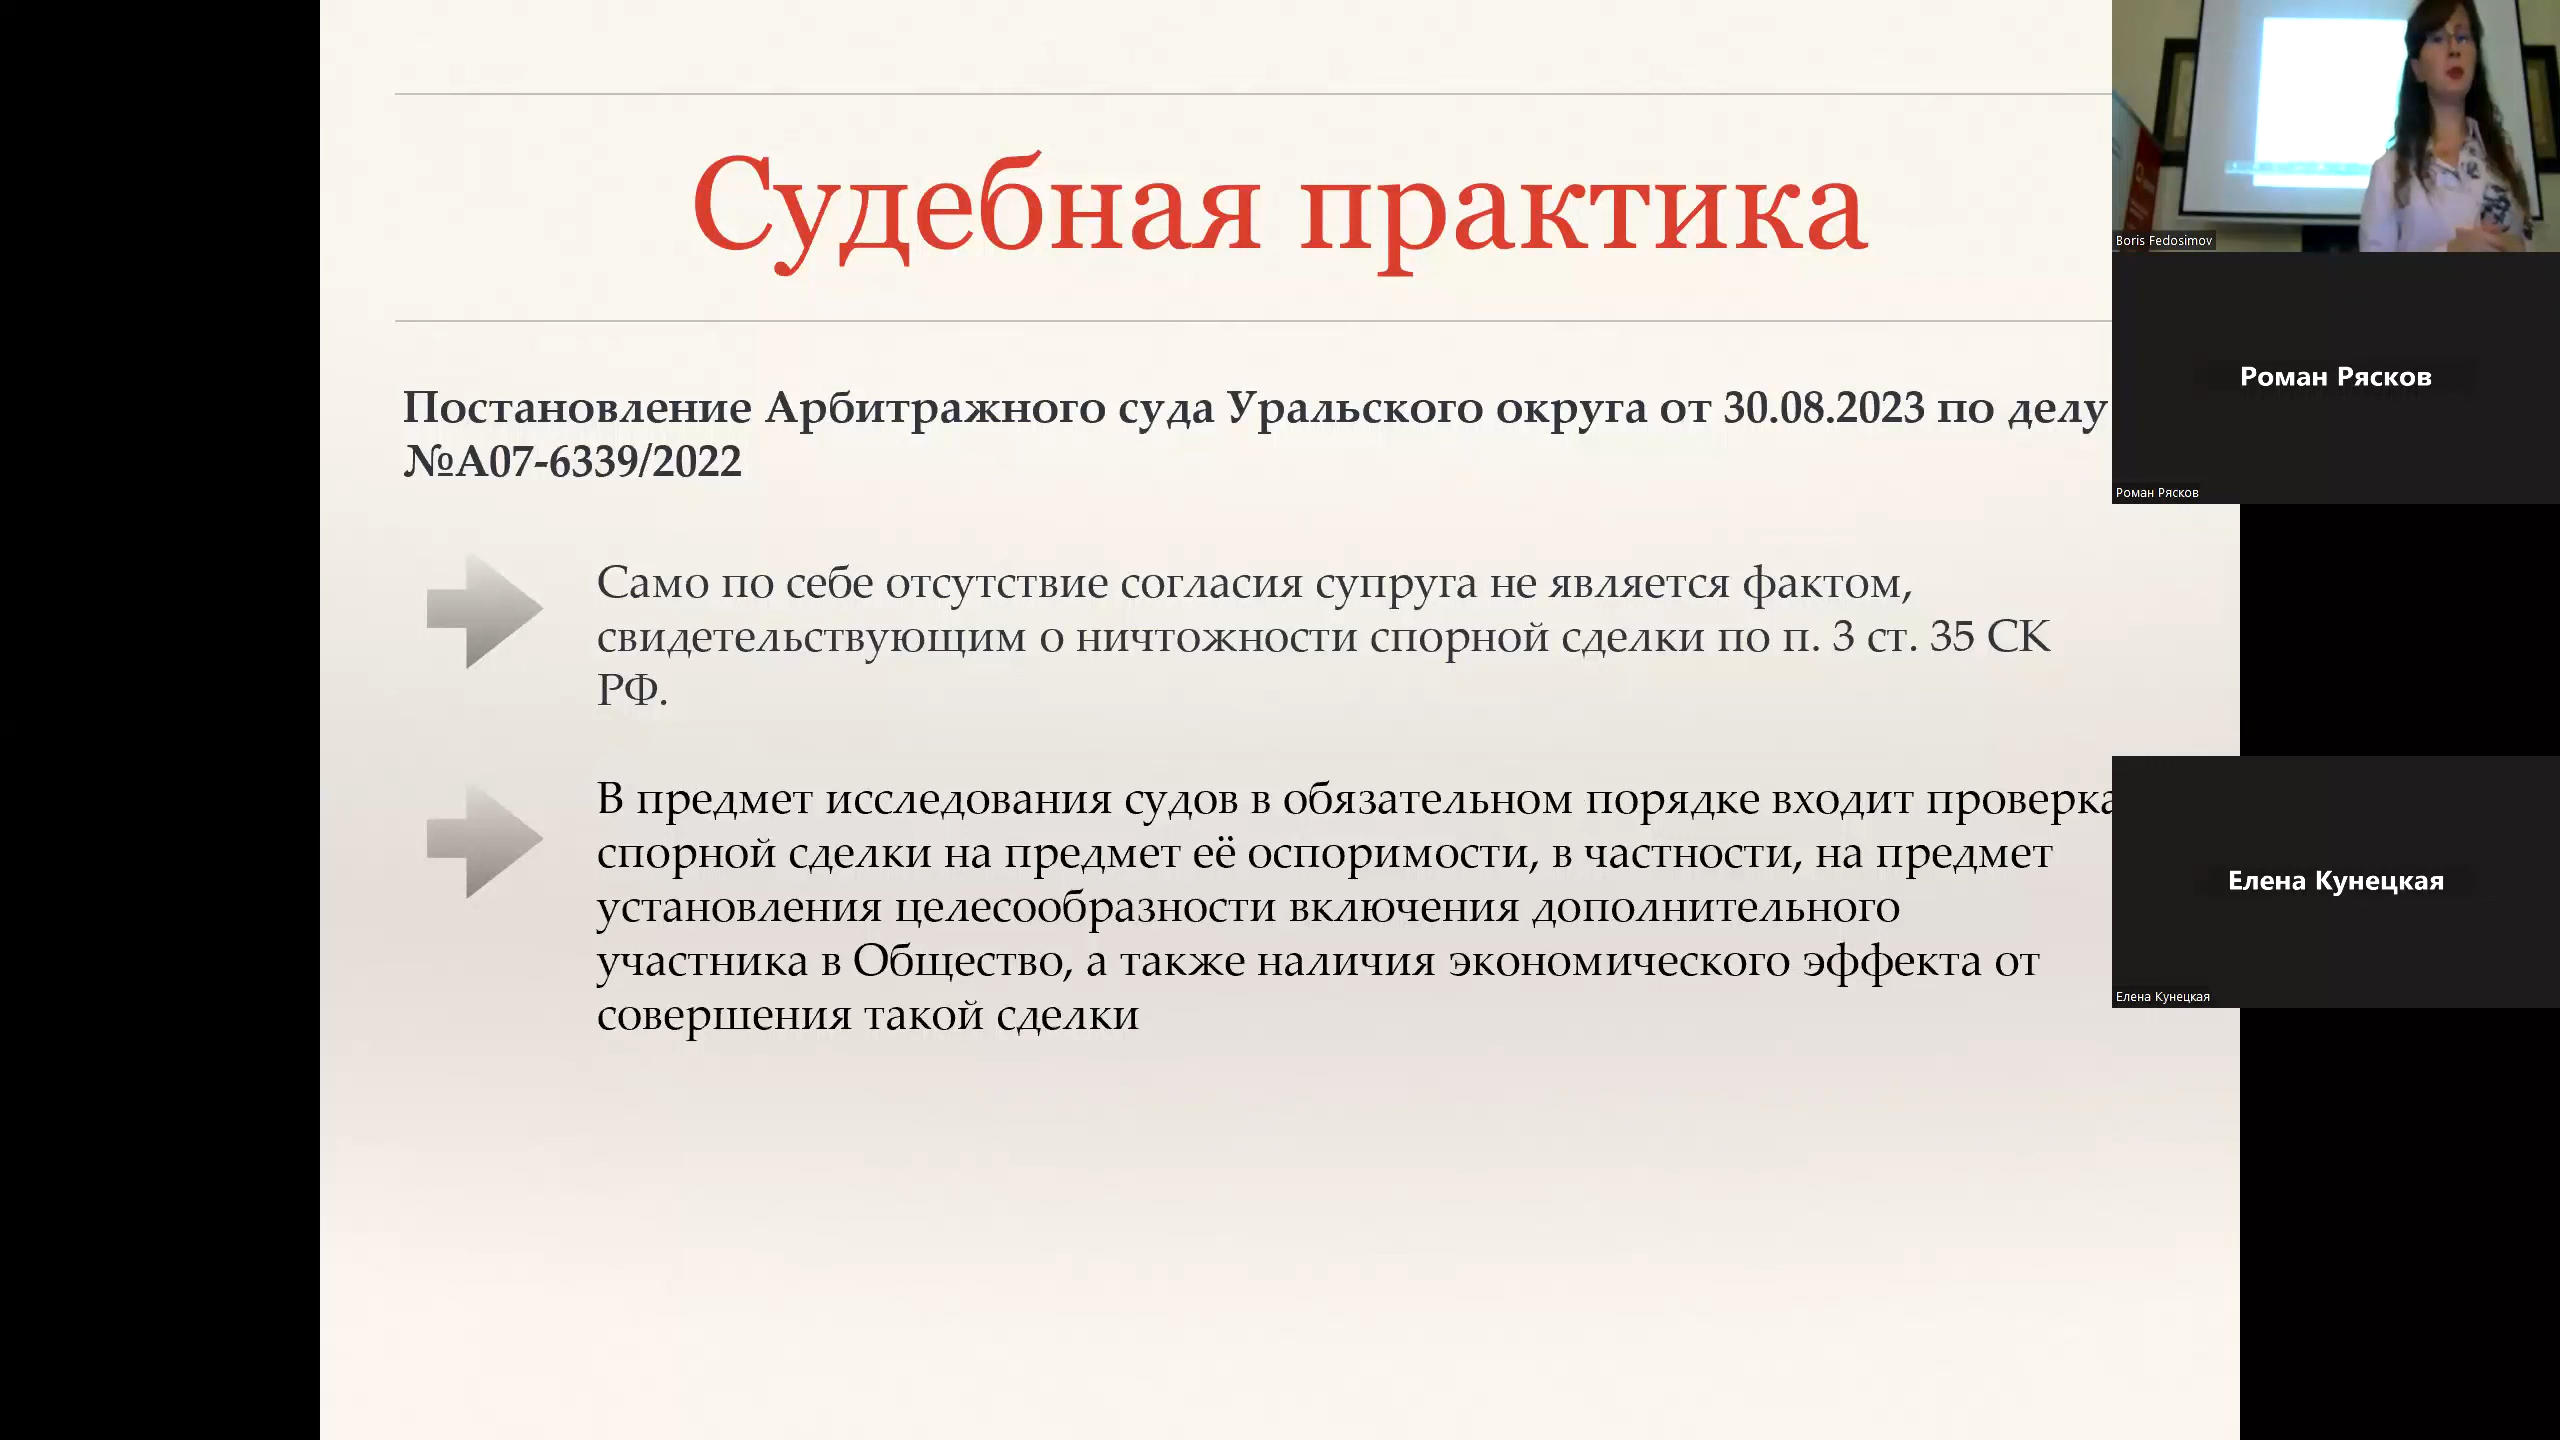 Судебная практика
Постановление Арбитражного суда Уральского округа от 30.08.2023 по делу
№А07-6339/2022
Само по себе отсутствие согласия супруга не является фактом,
свидетельствующим о ничтожности спорной сделки по п. 3 ст. 35 СК
РФ.
В предмет исследования судов в обязательном порядке входит проверка
спорной сделки на предмет её оспоримости, в частности, на предмет
установления целесообразности включения дополнительного
участника в Общество, а также наличия экономического эффекта от
совершения такой сделки
Boris Fedosimov
Роман Рясков
Роман Рясков
Елена Кунецкая
Елена Кунецкая